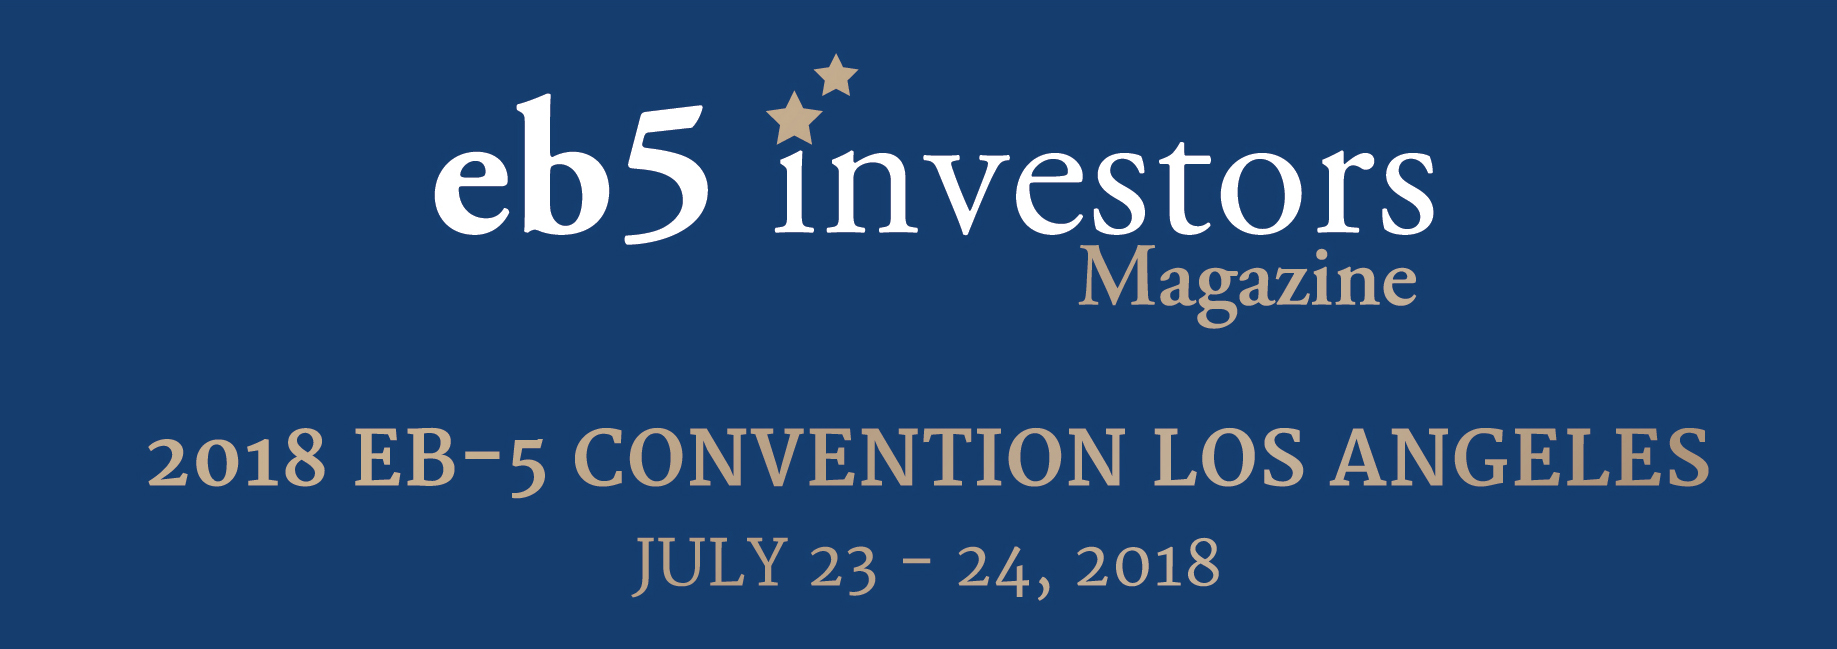 eb5 investors
Magazine
2018 EB-5 CONVENTION LOS ANGELES
JULY 23 - 24, 2018